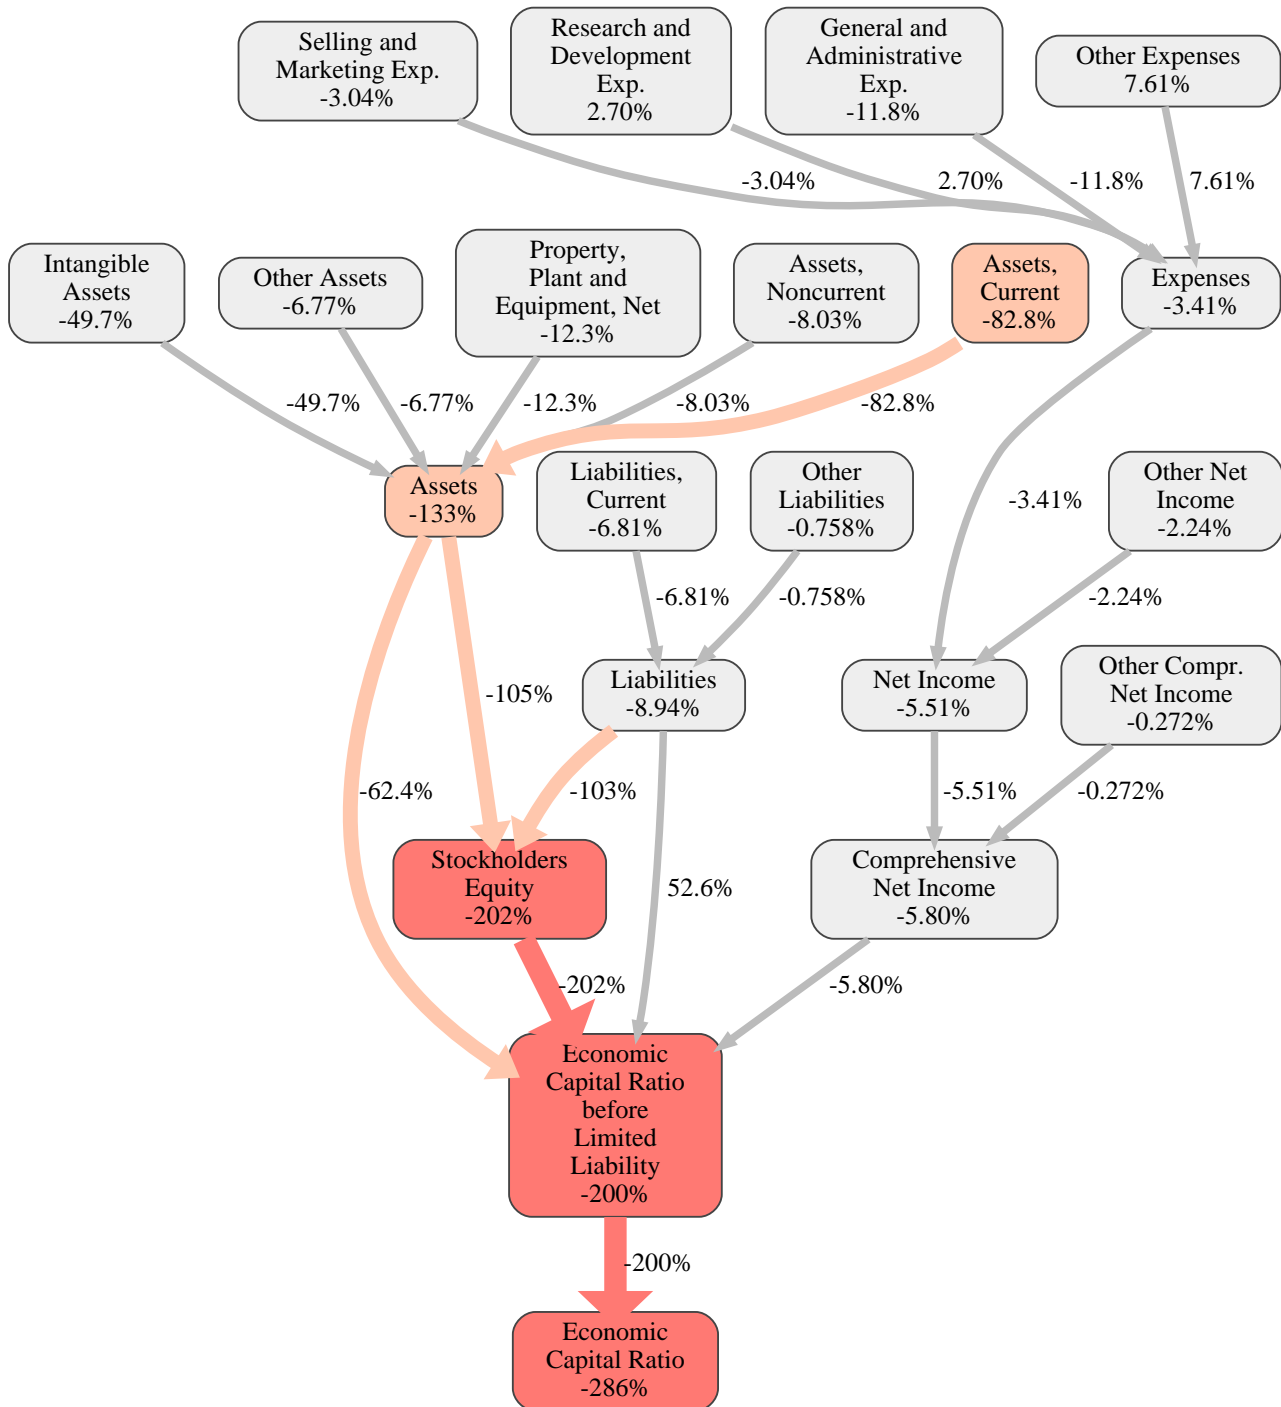 Selling and
Marketing Exp.
-3.04%
Research and
Development
Exp.
2.70%
General and
Administrative
Exp.
-11.8%
Other Expenses
7.61%
-3.04%
2.70%
-11.8%
7.61%
Intangible
Assets
-49.7%
Other Assets
-6.77%
Property,
Plant and
Equipment, Net
-12.3%
Assets,
Noncurrent
-8.03%
Assets,
Current
-82.8%
Expenses
-3.41%
-49.7%
-6.77%
-12.3%
-8.03%
-82.8%
Assets
-133%
Liabilities,
Current
-6.81%
Other
Liabilities
-0.758%
-3.41%
Other Net
Income
-2.24%
-6.81%
-0.758%
-2.24%
-105%
Liabilities
-8.94%
Net Income
-5.51%
Other Compr.
Net Income
-0.272%
-62.4%
-103%
-5.51%
-0.272%
Stockholders
Equity
-202%
52.6%
Comprehensive
Net Income
-5.80%
-202%
-5.80%
Economic
Capital Ratio
before
Limited
Liability
-200%
-200%
Economic
Capital Ratio
-286%